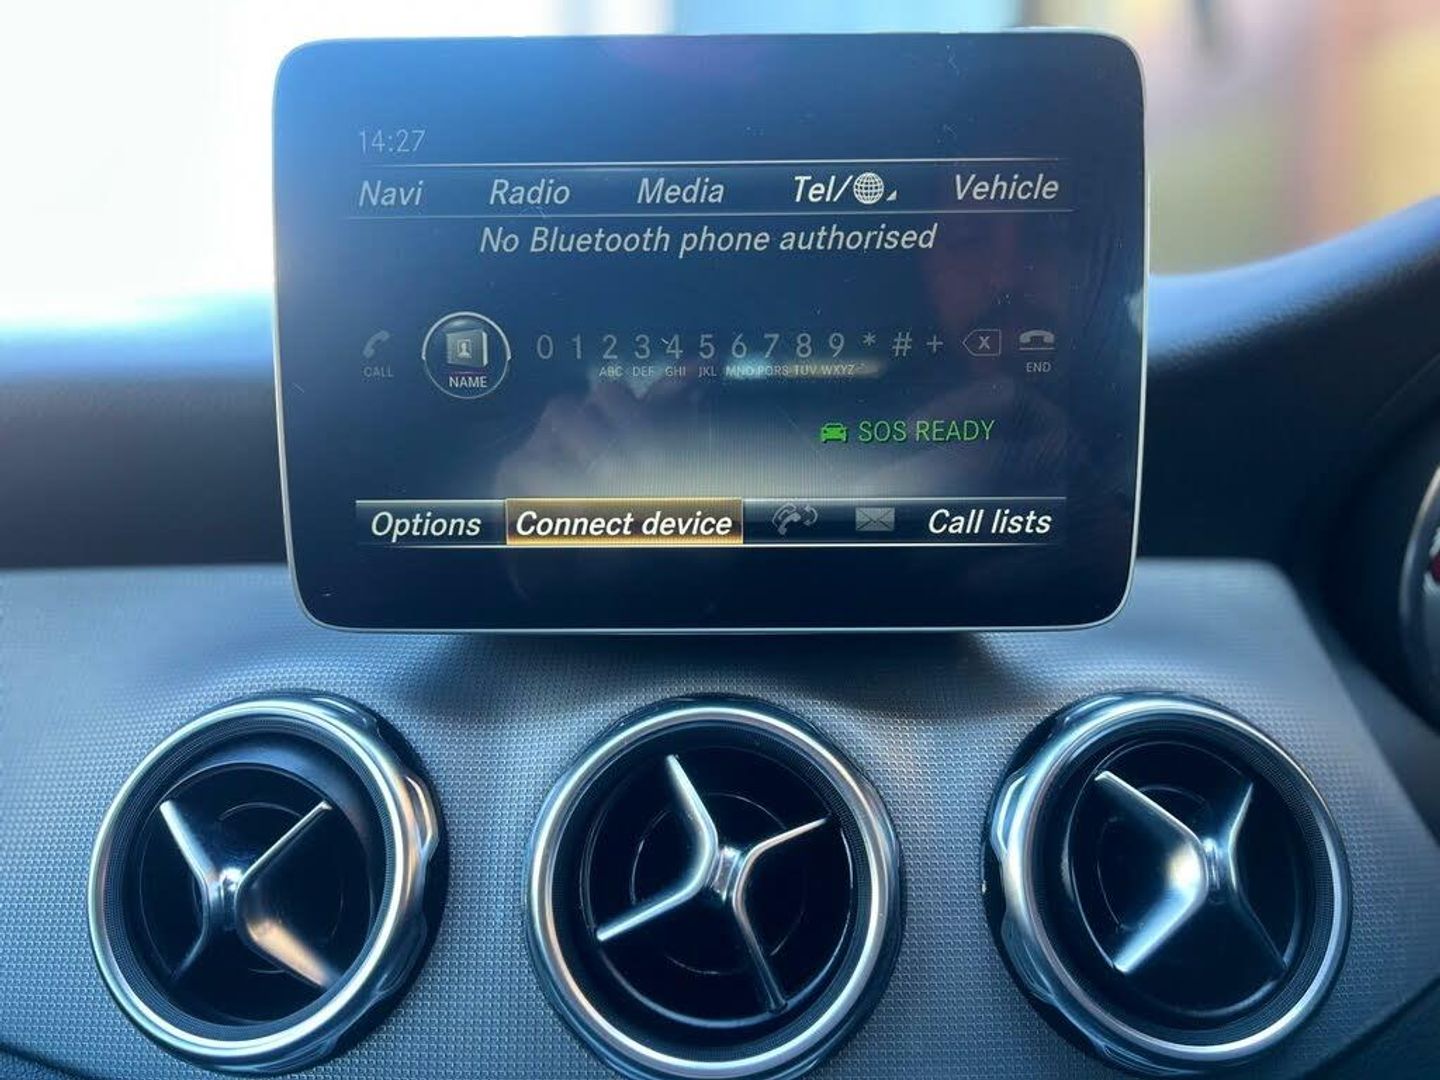 14:27
Navi Radio Media Tel/ Vehicle
No Bluetooth phone authorised
CALL NAME 0 1 2 3 4 5 6 7 8 9 * # + X END
ABC DEF GHI JKL MNO PQRS TUV WXYZ
SOS READY
Options Connect device Call lists